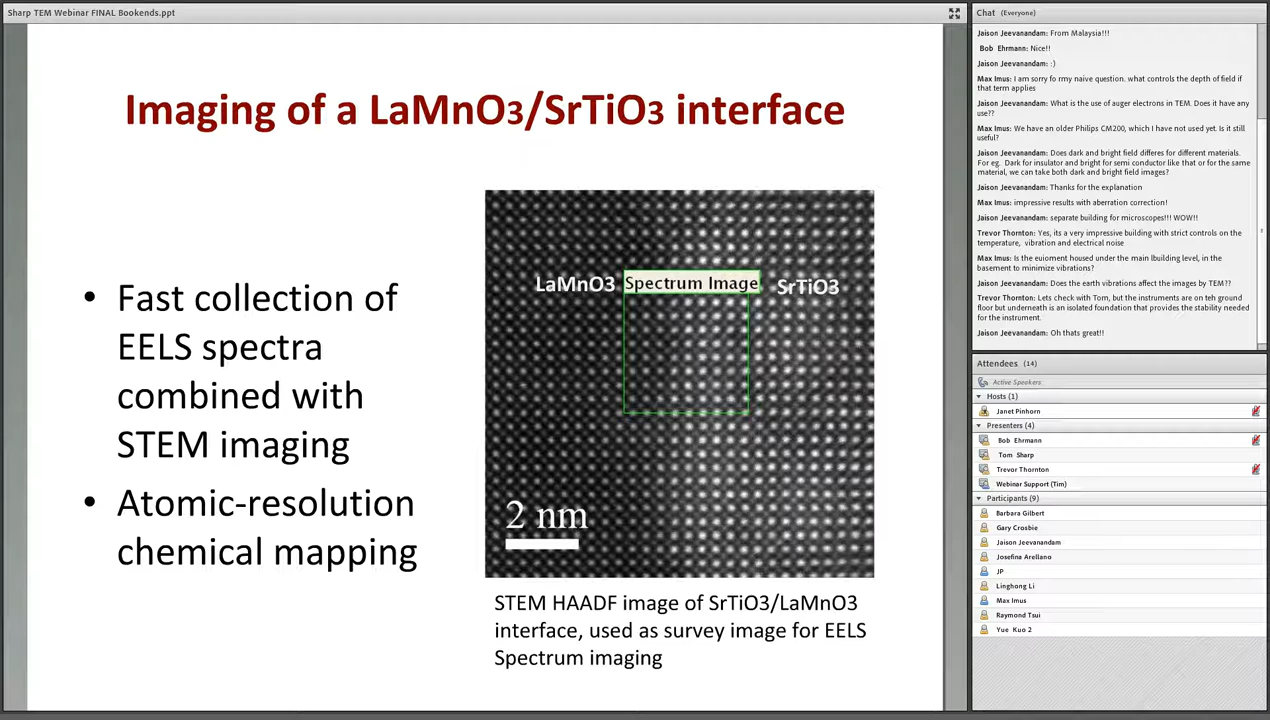 Sharp TEM Webinar FINAL Bookends.ppt
Imaging of a LaMnO3/SrTiO3 interface
• Fast collection of
EELS spectra
combined with
STEM imaging
• Atomic-resolution
chemical mapping
LaMnO3
Spectrum Image
SrTiO3
2 nm
STEM HAADF image of SrTiO3/LaMnO3
interface, used as survey image for EELS
Spectrum imaging
Chat (Everyone)
Jaison Jeevanandam: From Malaysia!!!
Bob Ehrmann: Nice!!
Jaison Jeevanandam: :)
Max Imus: I am sorry fo rmy naive question. what controls the depth of field if
that term applies
Jaison Jeevanandam: What is the use of auger electrons in TEM. Does it have any
use??
Max Imus: We have an older Philips CM200, which I have not used yet. Is it still
useful?
Jaison Jeevanandam: Does dark and bright field differes for different materials.
For eg. Dark for insulator and bright for semi conductor like that or for the same
material, we can take both dark and bright field images?
Jaison Jeevanandam: Thanks for the explanation
Max Imus: impressive results with aberration correction!
Jaison Jeevanandam: separate building for microscopes!!! WOW!!
Trevor Thornton: Yes, its a very impressive building with strict controls on the
temperature, vibration and electrical noise
Max Imus: Is the euioment housed under the main lbuilding level, in the
basement to minimize vibrations?
Jaison Jeevanandam: Does the earth vibrations affect the images by TEM??
Trevor Thornton: Lets check with Tom, but the instruments are on teh ground
floor but underneath is an isolated foundation that provides the stability needed
for the instrument.
Jaison Jeevanandam: Oh thats great!!
Attendees (14)
Active Speakers
Hosts (1)
Janet Pinhorn
Presenters (4)
Bob Ehrmann
Tom Sharp
Trevor Thornton
Webinar Support (Tim)
Participants (9)
Barbara Gilbert
Gary Crosbie
Jaison Jeevanandam
Josefina Arellano
JP
Linghong Li
Max Imus
Raymond Tsui
Yue Kuo 2